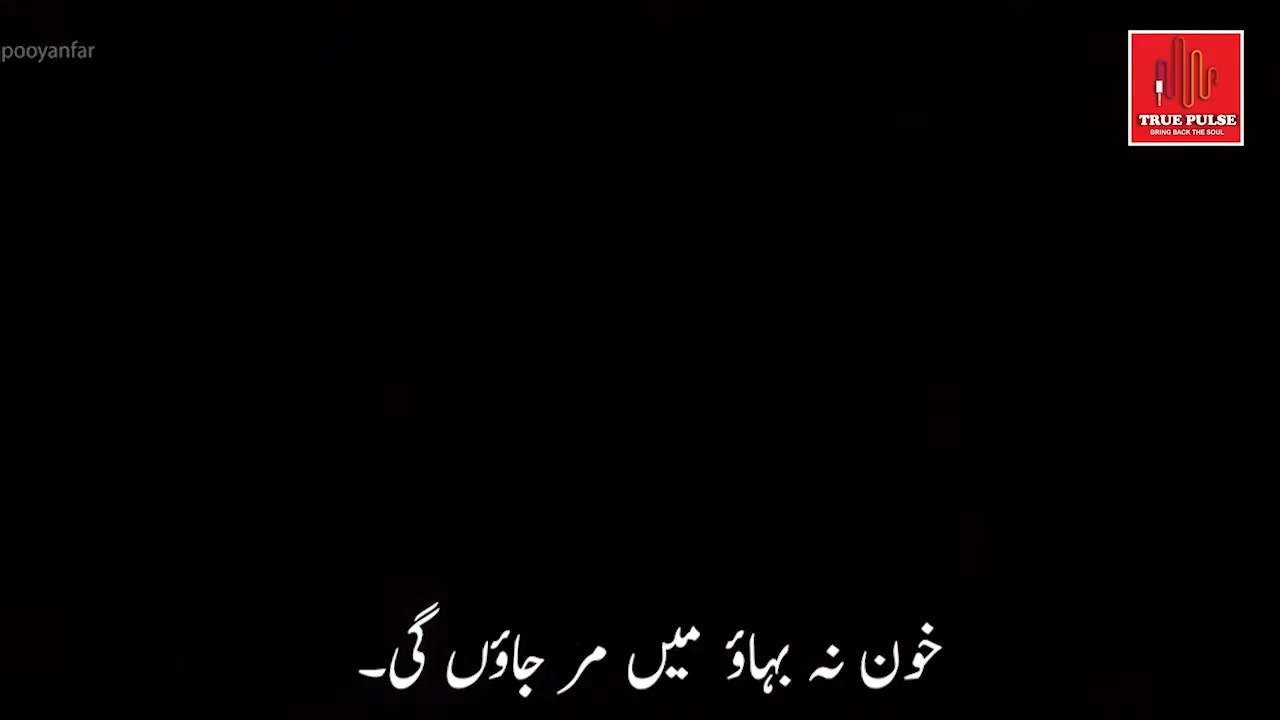 pooyanfar
TRUE PULSE
BRING BACK THE SOUL
خون نہ بہاؤ میں مر جاؤں گی۔